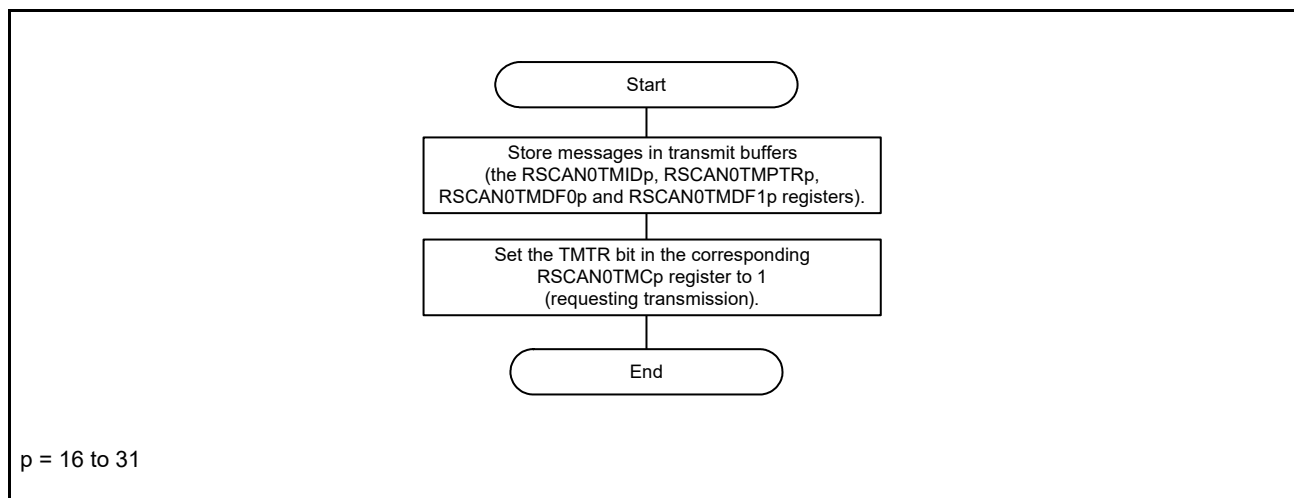 Start
Store messages in transmit buffers
(the RSCAN0TMIDp, RSCAN0TMPTRp,
RSCAN0TMDF0p and RSCAN0TMDF1p registers).
Set the TMTR bit in the corresponding
RSCAN0TMCp register to 1
(requesting transmission).
End
p = 16 to 31